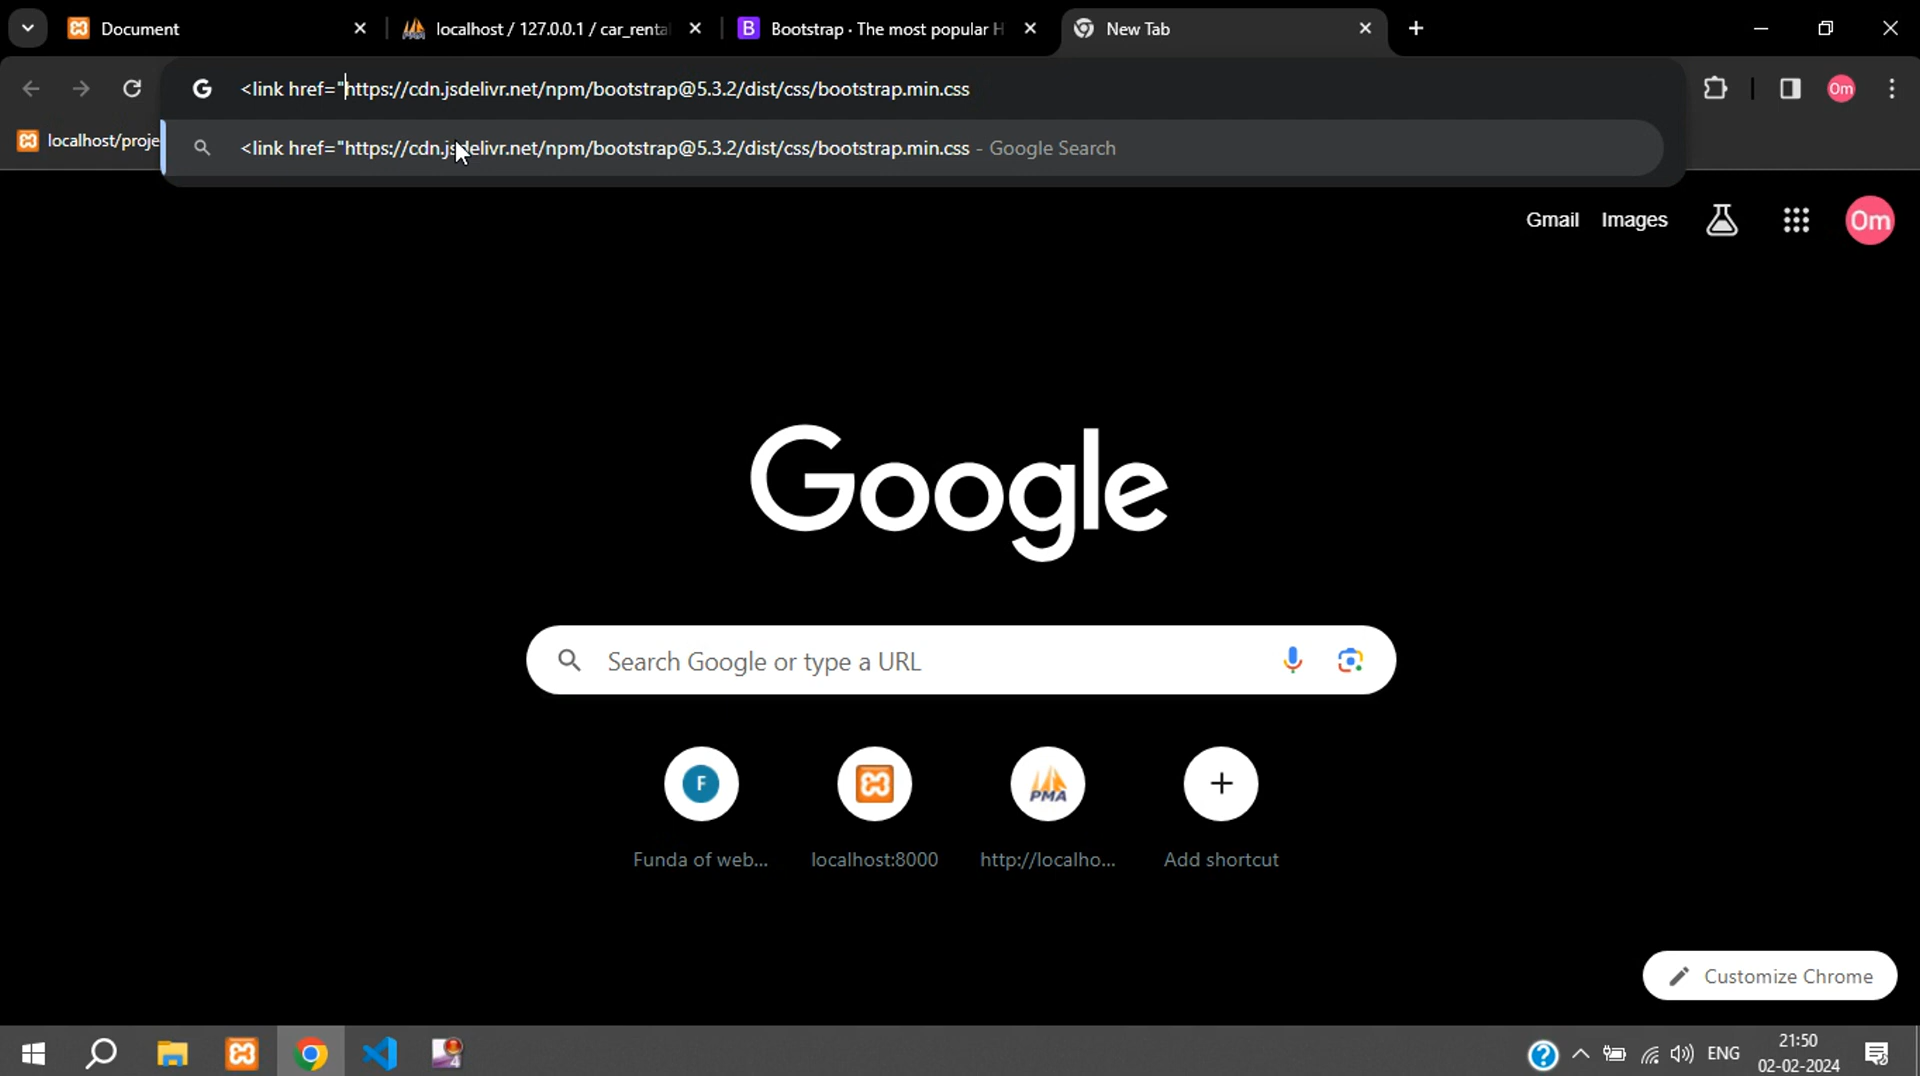 Document
localhost / 127.0.0.1 / car_renta
B Bootstrap · The most popular H
New Tab
G <link href="https://cdn.jsdelivr.net/npm/bootstrap@5.3.2/dist/css/bootstrap.min.css
Om
localhost/proje
<link href="https://cdn.jsdelivr.net/npm/bootstrap@5.3.2/dist/css/bootstrap.min.css - Google Search
Gmail Images
Om
Google
Search Google or type a URL
F
PMA
Funda of web... localhost:8000 http://localho... Add shortcut
Customize Chrome
4
ENG
21:50
02-02-2024